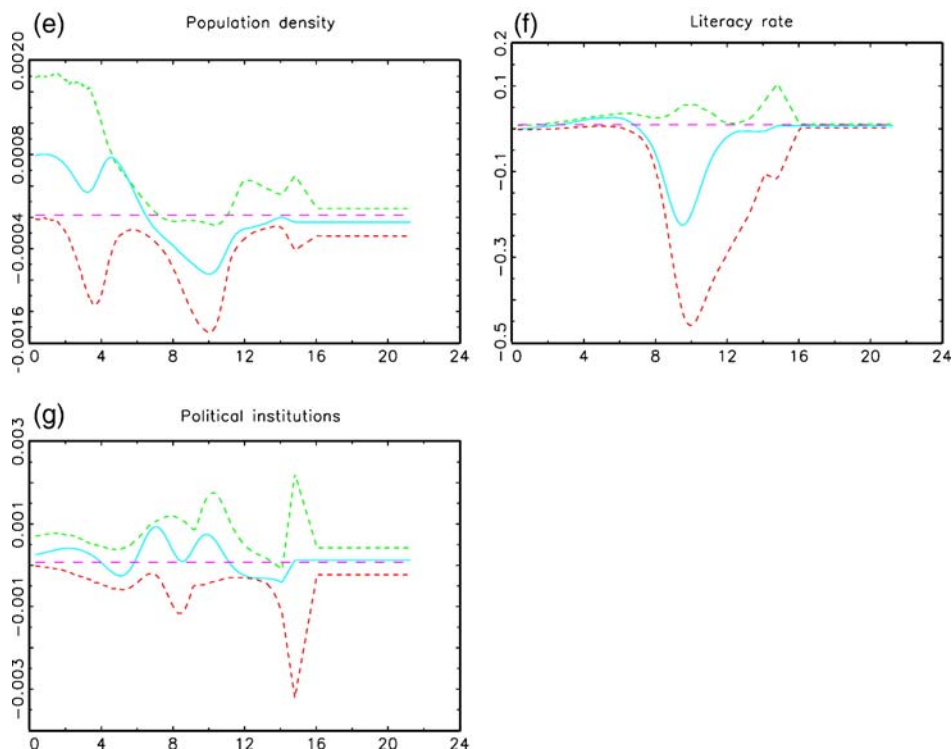 (e) Population density
0.0020
0.0008
-0.0004
-0.0016
0 4 8 12 16 20 24
(f) Literacy rate
0.2
0.1
-0.1
-0.3
-0.5
0 4 8 12 16 20 24
(g) Political institutions
0.003
0.001
-0.001
-0.003
0 4 8 12 16 20 24